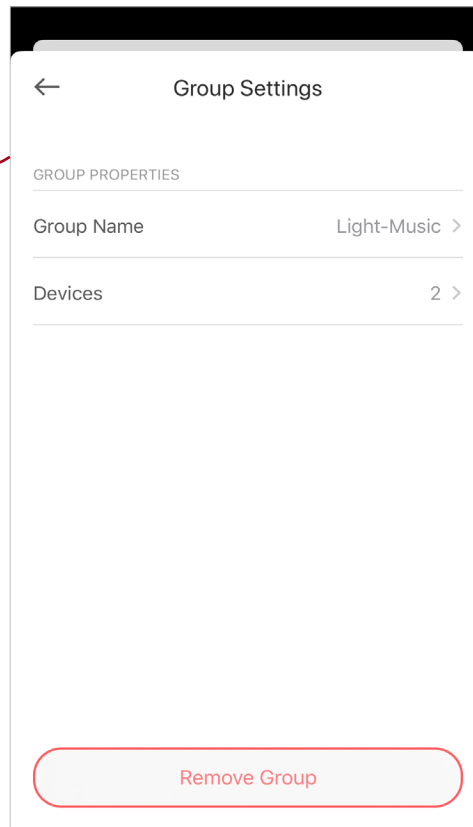 Group Settings
GROUP PROPERTIES
Group Name Light-Music
Devices 2
Remove Group